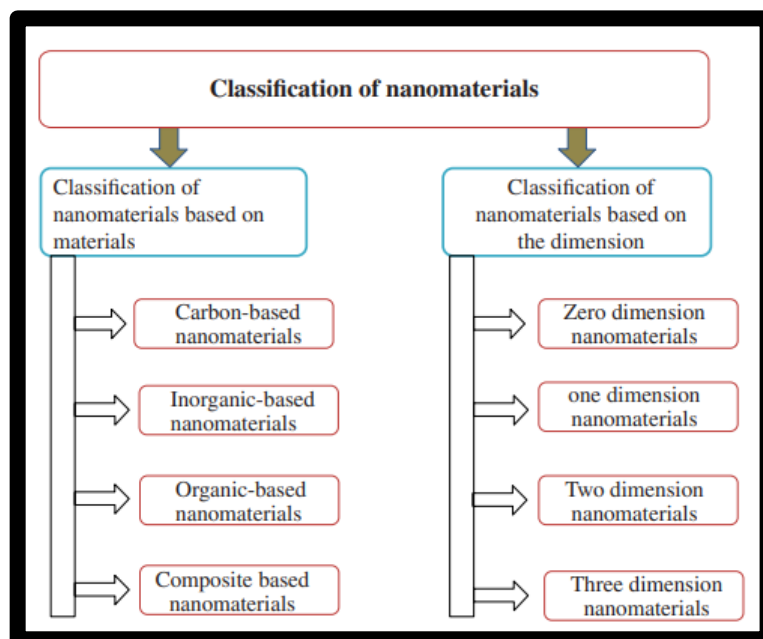 Classification of nanomaterials
Classification of
nanomaterials based on
materials
Carbon-based
nanomaterials
Inorganic-based
nanomaterials
Organic-based
nanomaterials
Composite based
nanomaterials
Classification of
nanomaterials based on
the dimension
Zero dimension
nanomaterials
one dimension
nanomaterials
Two dimension
nanomaterials
Three dimension
nanomaterials